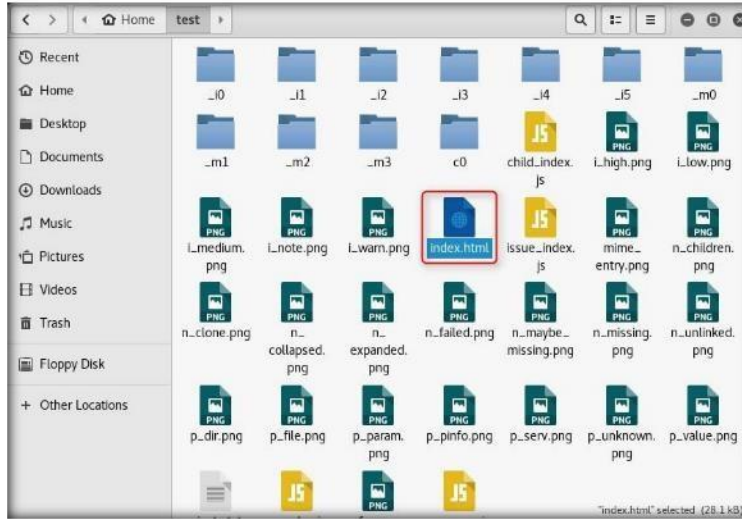 Home
test
Recent
Home
Desktop
Documents
Downloads
Music
Pictures
Videos
Trash
Floppy Disk
+ Other Locations
_i0
_i1
_i2
_i3
_i4
_i5
_m0
_m1
_m2
_m3
c0
JS
child_index.
js
PNG
i_high.png
PNG
i_low.png
PNG
i_medium.
png
PNG
i_note.png
PNG
i_warn.png
index.html
JS
issue_index.
js
PNG
mime_
entry.png
PNG
n_children.
png
PNG
n_clone.png
PNG
n_
collapsed.
png
PNG
n_
expanded.
png
PNG
n_failed.png
PNG
n_maybe_
missing.png
PNG
n_missing.
png
PNG
n_unlinked.
png
PNG
p_dir.png
PNG
p_file.png
PNG
p_param.
png
PNG
p_pinfo.png
PNG
p_serv.png
PNG
p_unknown.
png
PNG
p_value.png
JS
PNG
JS
"index.html" selected (28.1 kB)